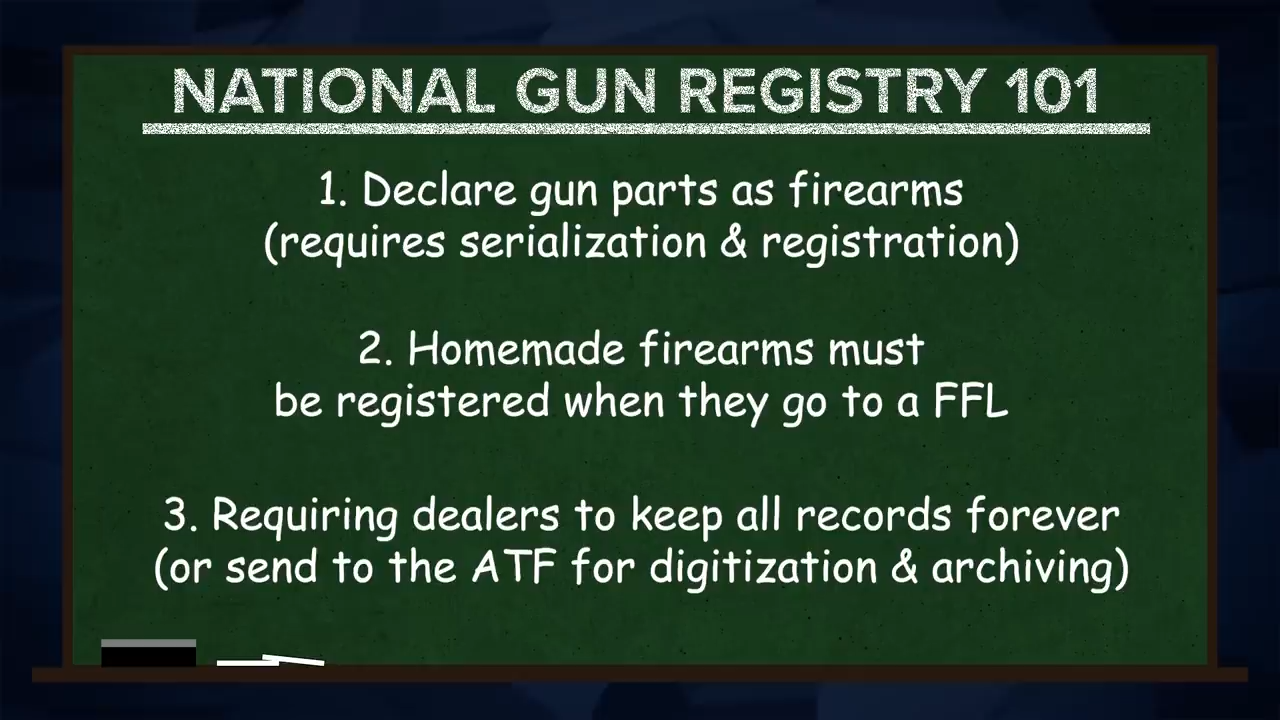 NATIONAL GUN REGISTRY 101
1. Declare gun parts as firearms
(requires serialization & registration)
2. Homemade firearms must
be registered when they go to a FFL
3. Requiring dealers to keep all records forever
(or send to the ATF for digitization & archiving)